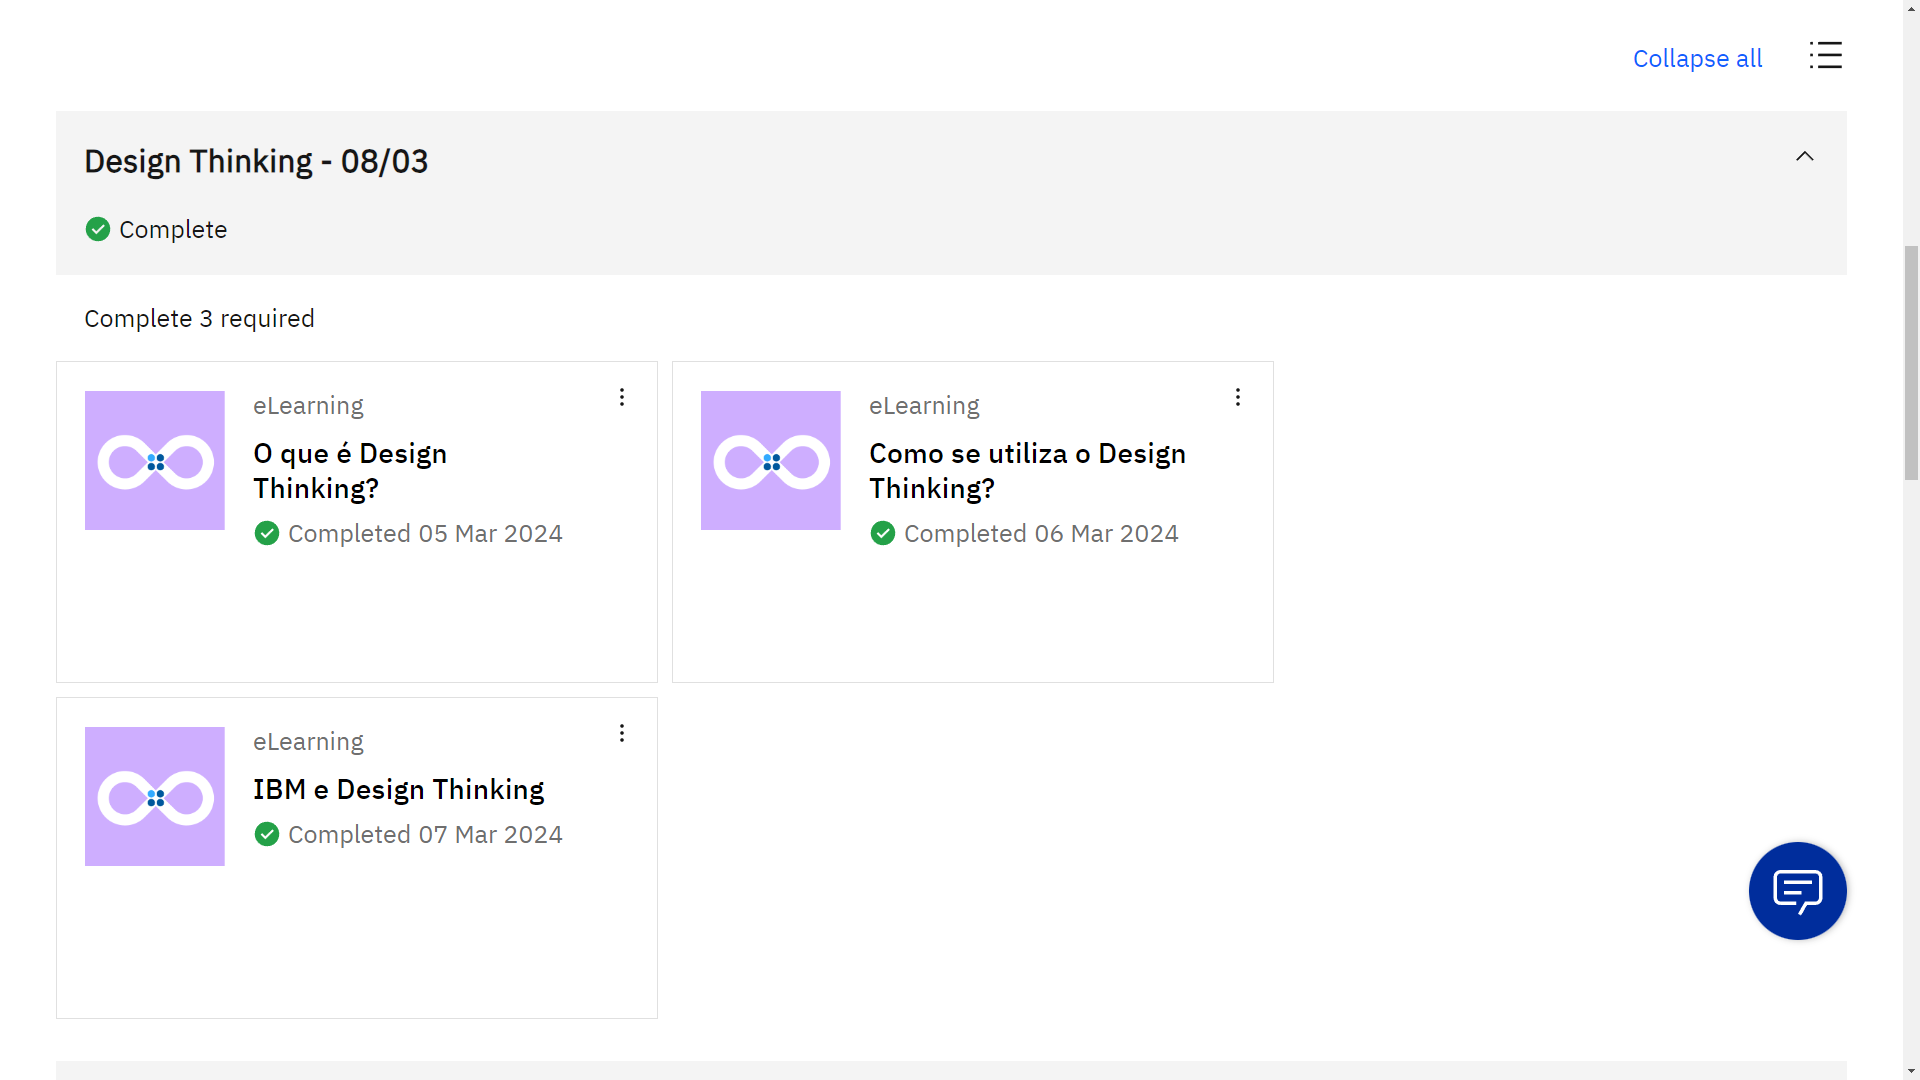 Collapse all
Design Thinking - 08/03
Complete
Complete 3 required
eLearning
O que é Design
Thinking?
Completed 05 Mar 2024
eLearning
Como se utiliza o Design
Thinking?
Completed 06 Mar 2024
eLearning
IBM e Design Thinking
Completed 07 Mar 2024